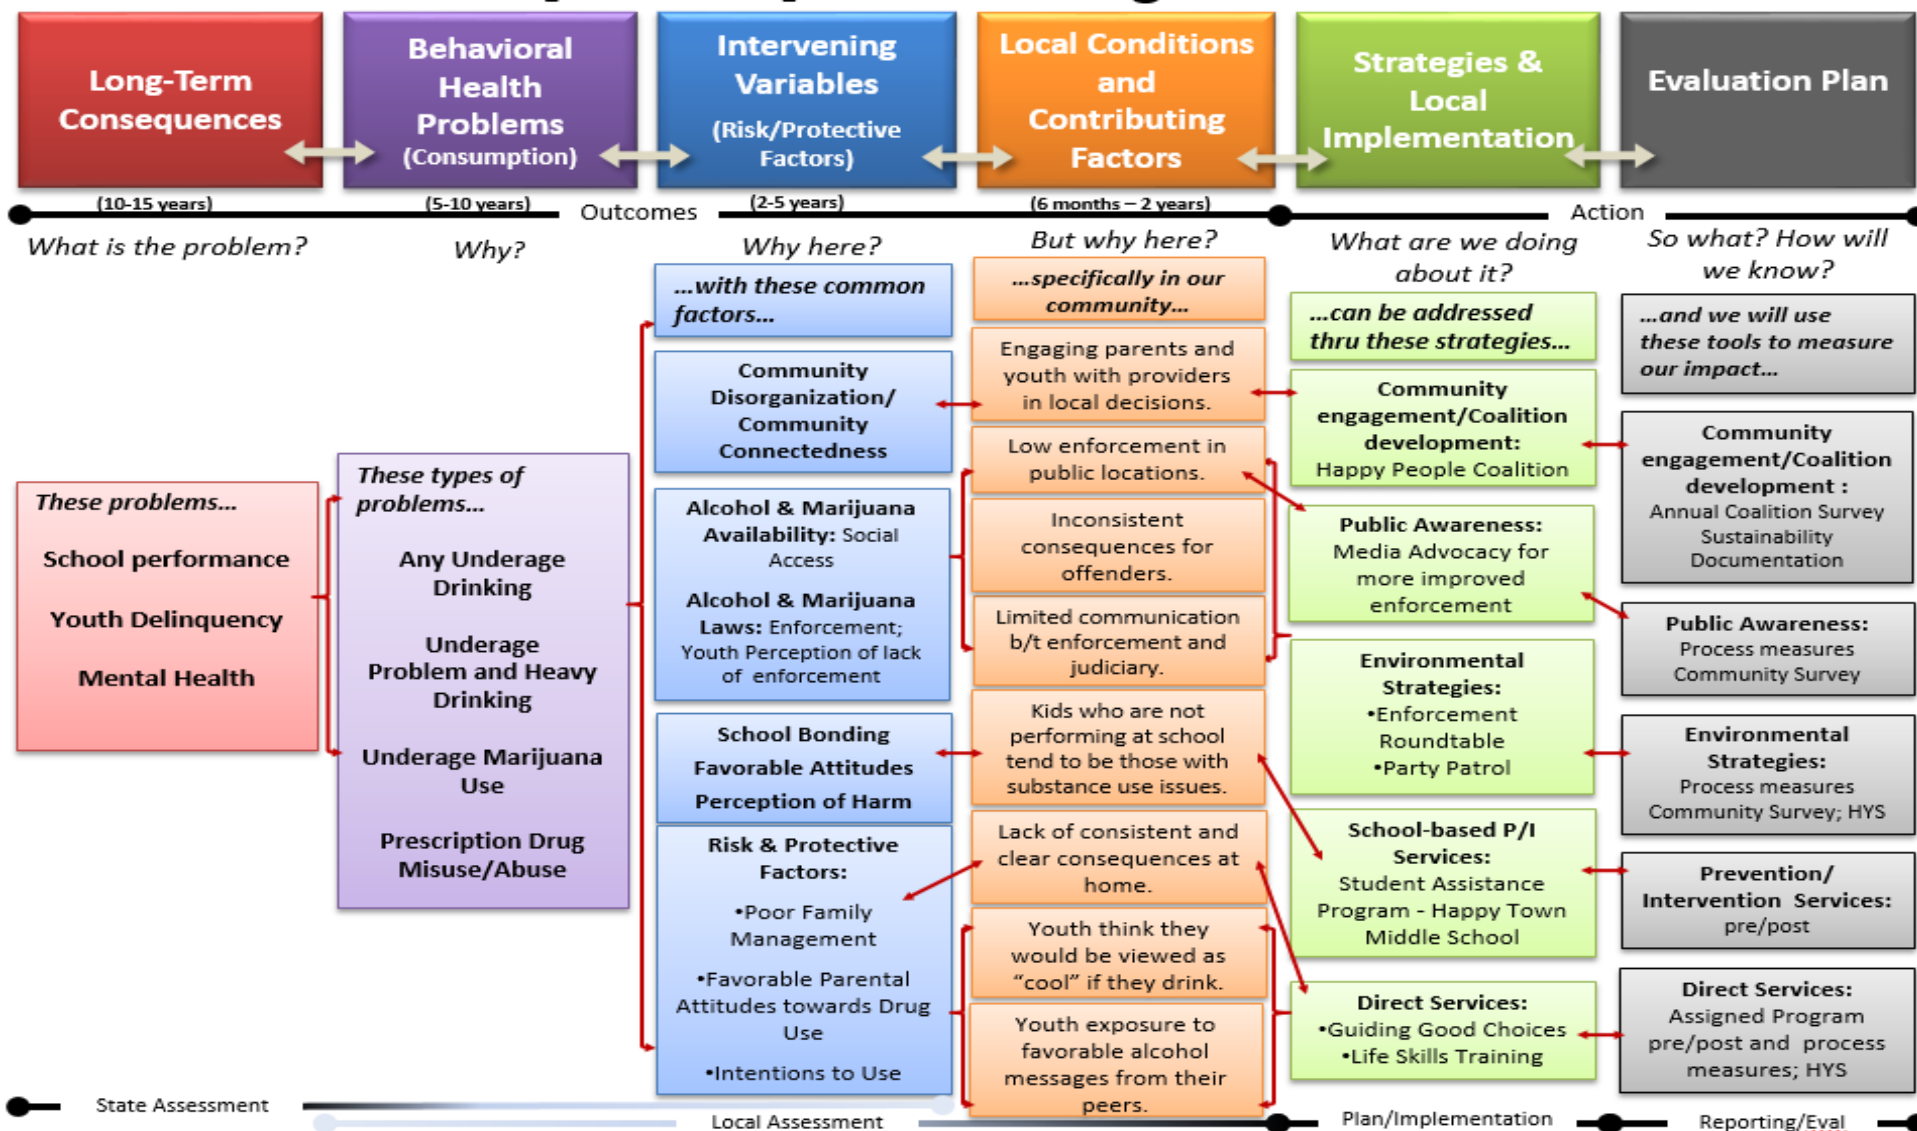 Long-Term
Consequences
Behavioral
Health
Problems
(Consumption)
Intervening
Variables
(Risk/Protective
Factors)
Local Conditions
and
Contributing
Factors
Strategies &
Local
Implementation
Evaluation Plan
(10-15 years)
(5-10 years)
(2-5 years)
(6 months – 2 years)
Outcomes
Action
What is the problem?
Why?
Why here?
But why here?
What are we doing
about it?
So what? How will
we know?
These problems...
School performance
Youth Delinquency
Mental Health
These types of
problems...
Any Underage
Drinking
Underage
Problem and Heavy
Drinking
Underage Marijuana
Use
Prescription Drug
Misuse/Abuse
...with these common
factors...
Community
Disorganization/
Community
Connectedness
Alcohol & Marijuana
Availability: Social
Access
Alcohol & Marijuana
Laws: Enforcement;
Youth Perception of lack
of enforcement
School Bonding
Favorable Attitudes
Perception of Harm
Risk & Protective
Factors:
•Poor Family
Management
•Favorable Parental
Attitudes towards Drug
Use
•Intentions to Use
...specifically in our
community...
Engaging parents and
youth with providers
in local decisions.
Low enforcement in
public locations.
Inconsistent
consequences for
offenders.
Limited communication
b/t enforcement and
judiciary.
Kids who are not
performing at school
tend to be those with
substance use issues.
Lack of consistent and
clear consequences at
home.
Youth think they
would be viewed as
“cool” if they drink.
Youth exposure to
favorable alcohol
messages from their
peers.
...can be addressed
thru these strategies...
Community
engagement/Coalition
development:
Happy People Coalition
Public Awareness:
Media Advocacy for
more improved
enforcement
Environmental
Strategies:
•Enforcement
Roundtable
•Party Patrol
School-based P/I
Services:
Student Assistance
Program - Happy Town
Middle School
Direct Services:
•Guiding Good Choices
•Life Skills Training
...and we will use
these tools to measure
our impact...
Community
engagement/Coalition
development :
Annual Coalition Survey
Sustainability
Documentation
Public Awareness:
Process measures
Community Survey
Environmental
Strategies:
Process measures
Community Survey; HYS
Prevention/
Intervention Services:
pre/post
Direct Services:
Assigned Program
pre/post and process
measures; HYS
State Assessment
Local Assessment
Plan/Implementation
Reporting/Eval